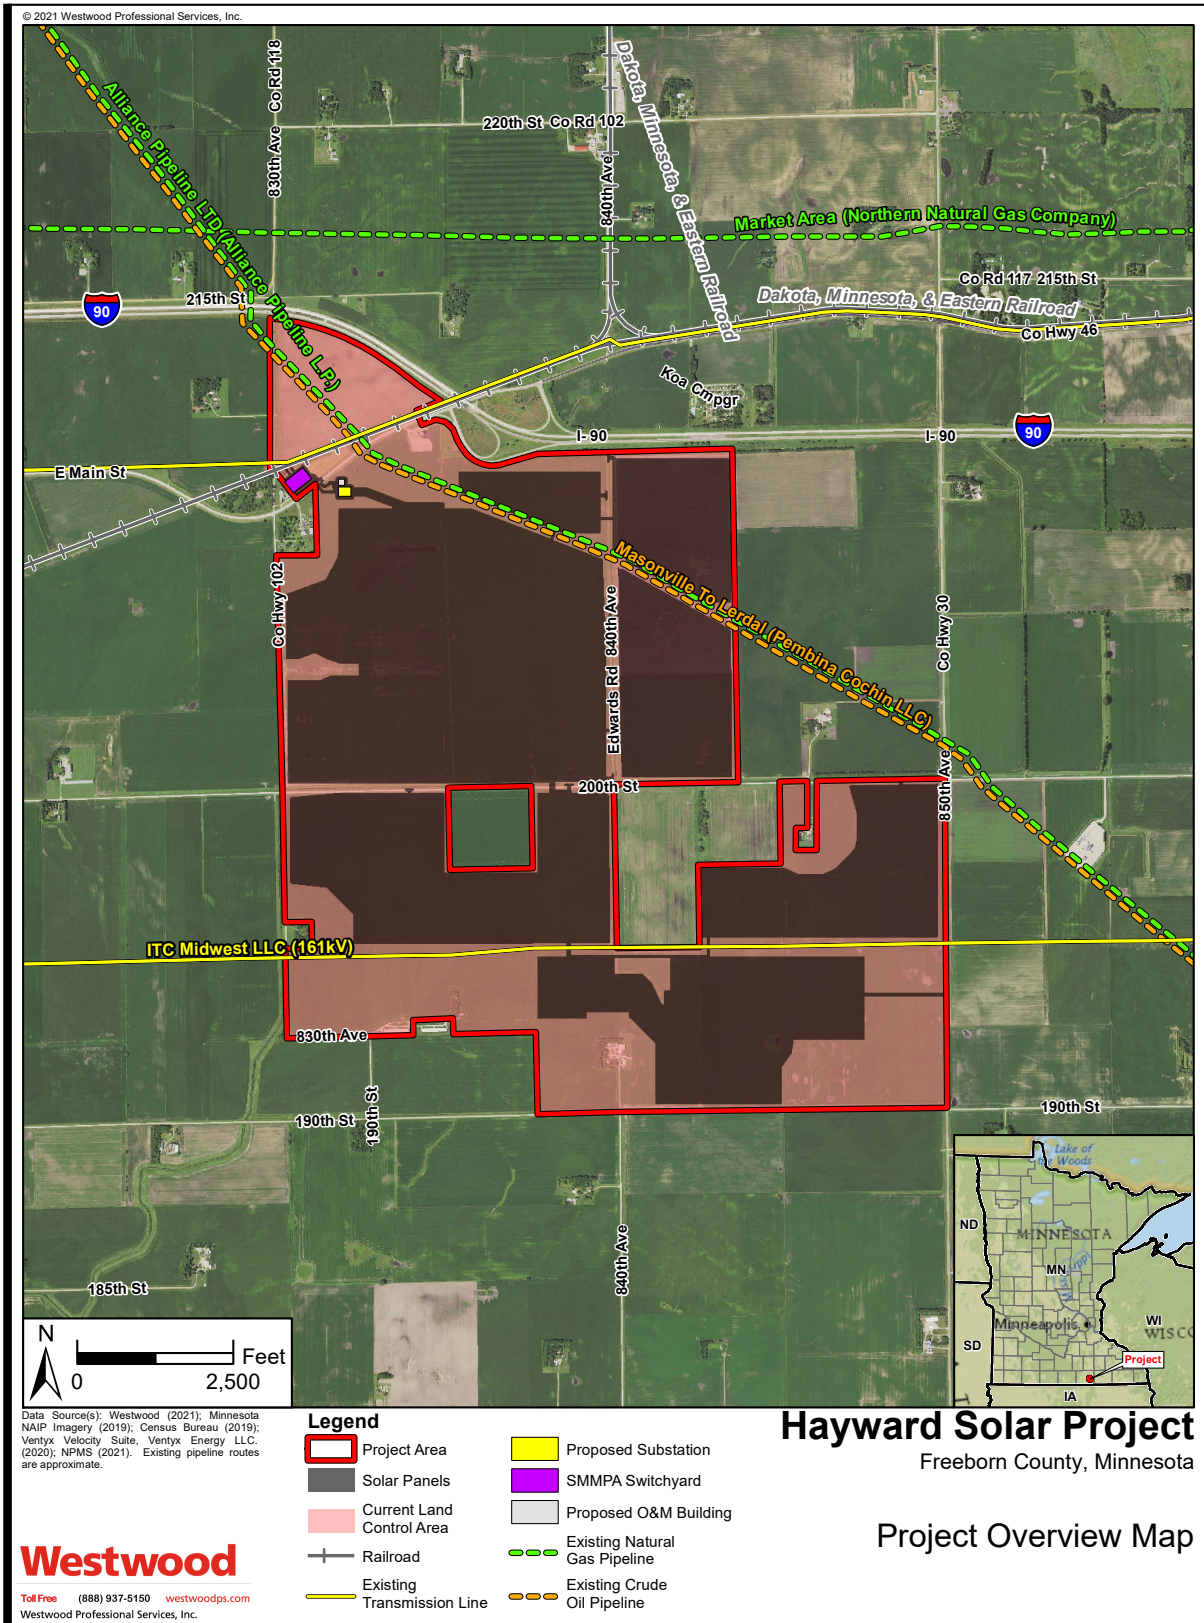 © 2021 Westwood Professional Services, Inc.
830th Ave Co Rd 118
Alliance Pipeline LTD (Alliance Pipeline L.P.)
220th St Co Rd 102
840th Ave
Dakota, Minnesota, & Eastern Railroad
Market Area (Northern Natural Gas Company)
Co Rd 117 215th St
215th St
90
Dakota, Minnesota, & Eastern Railroad
Co Hwy 46
Koa Cmpgr
I- 90
I- 90
90
E Main St
Masonville To Lerdal (Pembina Cochin LLC)
Co Hwy 102
Edwards Rd 840th Ave
Co Hwy 30
200th St
850th Ave
ITC Midwest LLC (161kV)
830th Ave
190th St
190th St
190th St
840th Ave
185th St
Lake of
the Woods
ND
MINNESOTA
MN
Mississippi
Minneapolis
WI
WISCO
SD
Project
IA
N
Feet
0 2,500
Data Source(s): Westwood (2021); Minnesota
NAIP Imagery (2019); Census Bureau (2019);
Ventyx Velocity Suite, Ventyx Energy LLC.
(2020); NPMS (2021). Existing pipeline routes
are approximate.
Westwood
Toll Free (888) 937-5150 westwoodps.com
Westwood Professional Services, Inc.
Legend
Project Area
Solar Panels
Current Land
Control Area
Railroad
Existing
Transmission Line
Proposed Substation
SMMPA Switchyard
Proposed O&M Building
Existing Natural
Gas Pipeline
Existing Crude
Oil Pipeline
Hayward Solar Project
Freeborn County, Minnesota
Project Overview Map